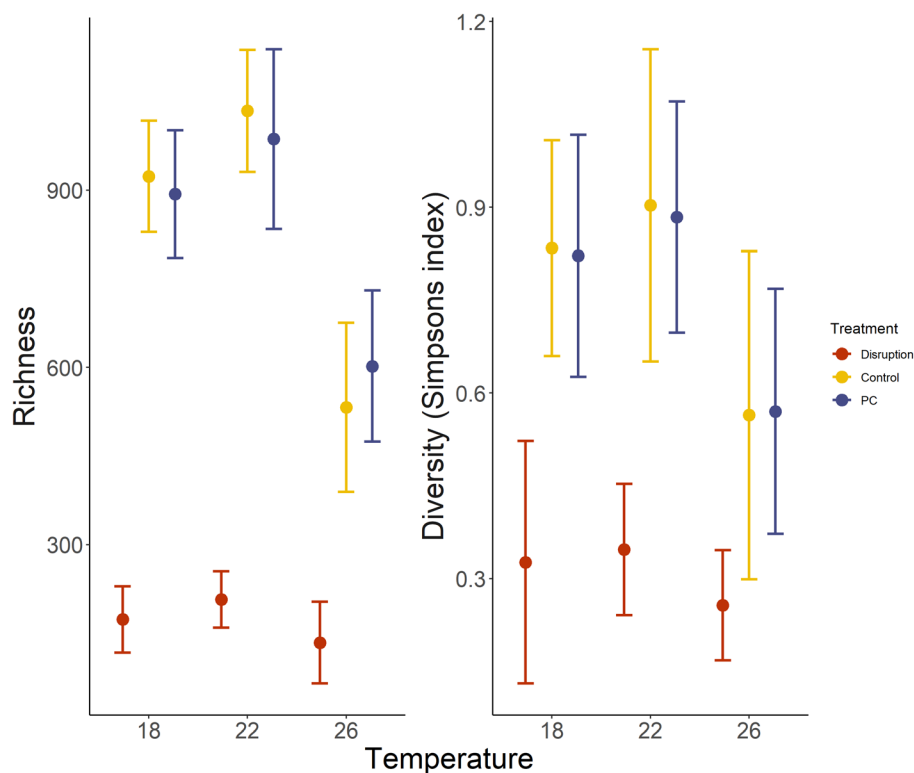 Richness
900
600
300
18
22
26
Diversity (Simpsons index)
1.2
0.9
0.6
0.3
18
22
26
Temperature
Treatment
Disruption
Control
PC